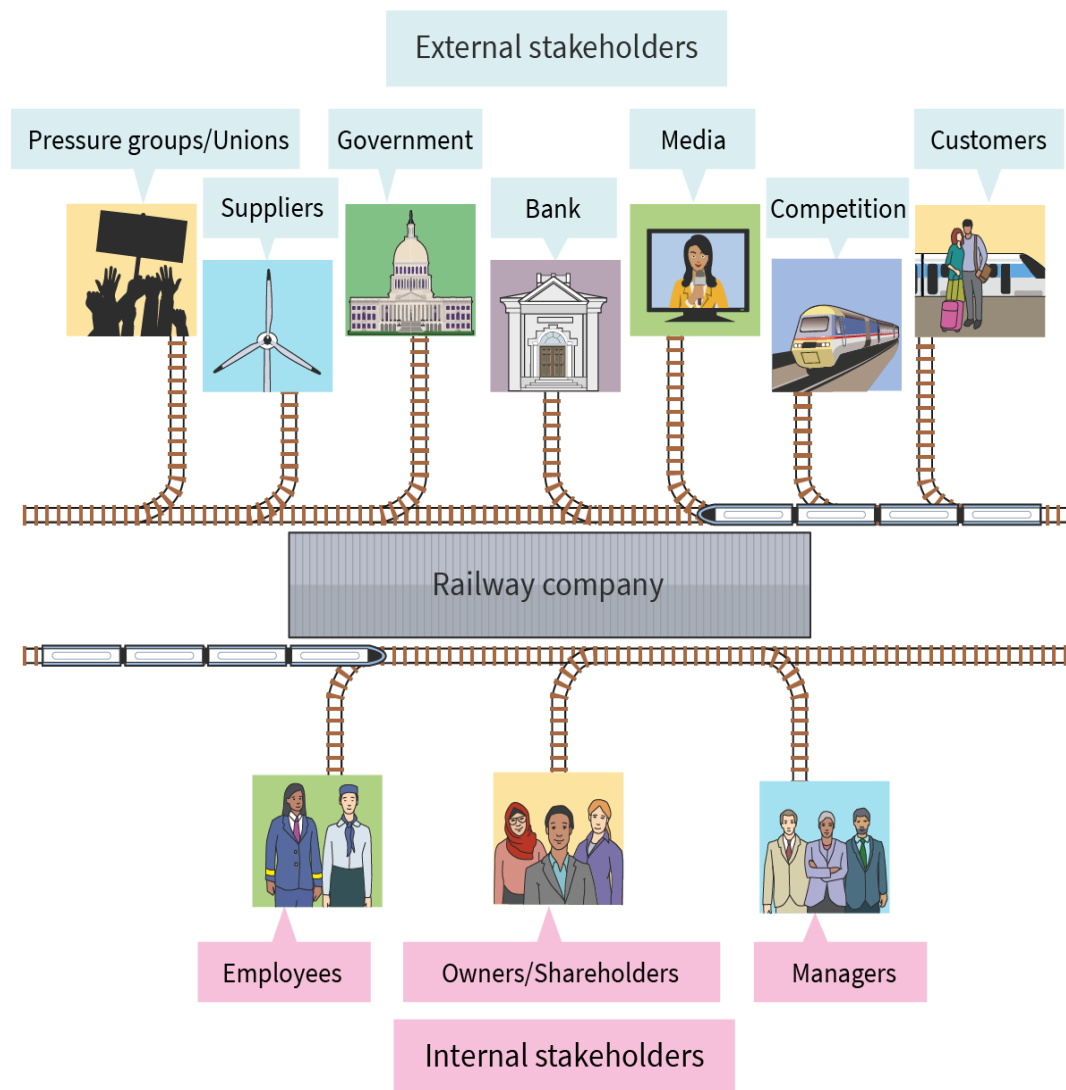 External stakeholders
Pressure groups/Unions
Government
Media
Customers
Suppliers
Bank
Competition
Railway company
Employees
Owners/Shareholders
Managers
Internal stakeholders